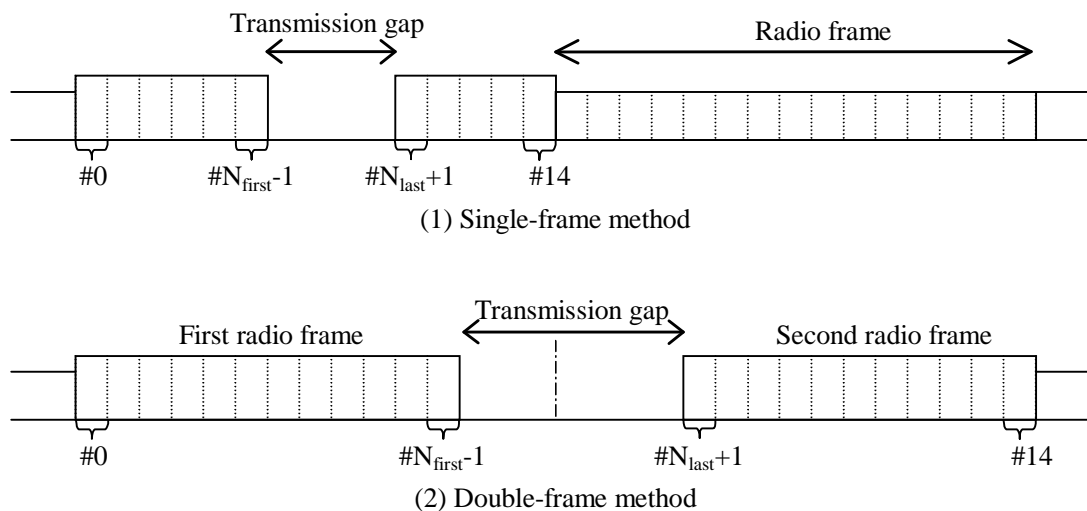 Transmission gap
Radio frame
#0
#N_first-1
#N_last+1
#14
(1) Single-frame method
Transmission gap
First radio frame
Second radio frame
#0
#N_first-1
#N_last+1
#14
(2) Double-frame method